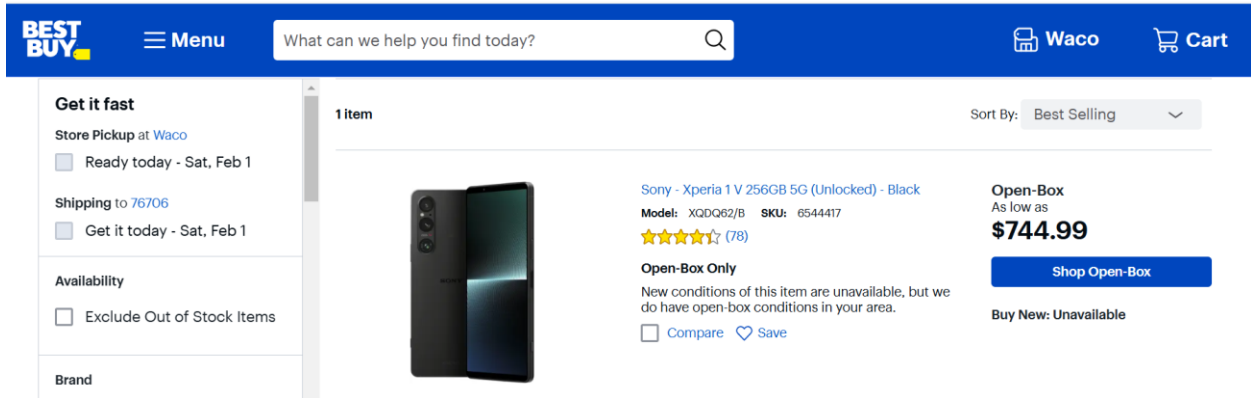 BEST
BUY
Menu
What can we help you find today?
Waco
Cart
Get it fast
Store Pickup at Waco
Ready today - Sat, Feb 1
Shipping to 76706
Get it today - Sat, Feb 1
Availability
Exclude Out of Stock Items
Brand
1 item
Sort By: Best Selling
SONY
Sony - Xperia 1 V 256GB 5G (Unlocked) - Black
Model: XQDQ62/B SKU: 6544417
(78)
Open-Box Only
New conditions of this item are unavailable, but we
do have open-box conditions in your area.
Compare Save
Open-Box
As low as
$744.99
Shop Open-Box
Buy New: Unavailable